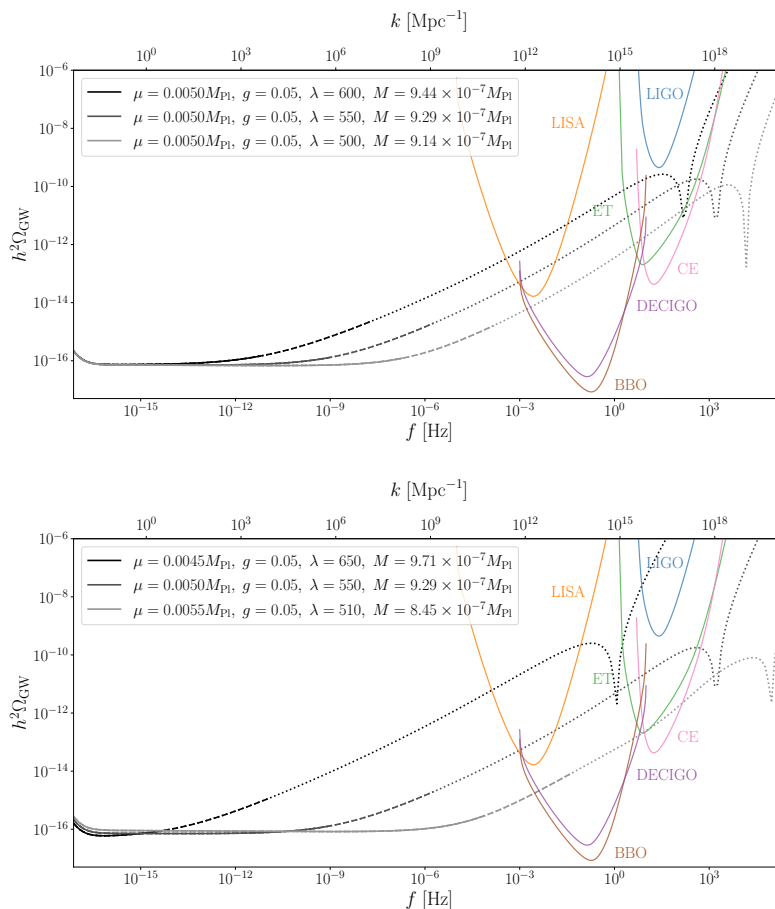 k [Mpc⁻¹]
10⁰ 10³ 10⁶ 10⁹ 10¹² 10¹⁵ 10¹⁸
10⁻⁶
μ = 0.0050M_Pl, g = 0.05, λ = 600, M = 9.44 × 10⁻⁷M_Pl
μ = 0.0050M_Pl, g = 0.05, λ = 550, M = 9.29 × 10⁻⁷M_Pl
μ = 0.0050M_Pl, g = 0.05, λ = 500, M = 9.14 × 10⁻⁷M_Pl
LIGO
LISA
10⁻⁸
10⁻¹⁰
h²Ω_GW
ET
10⁻¹²
CE
10⁻¹⁴
DECIGO
10⁻¹⁶
BBO
10⁻¹⁵ 10⁻¹² 10⁻⁹ 10⁻⁶ 10⁻³ 10⁰ 10³
f [Hz]
k [Mpc⁻¹]
10⁰ 10³ 10⁶ 10⁹ 10¹² 10¹⁵ 10¹⁸
10⁻⁶
μ = 0.0045M_Pl, g = 0.05, λ = 650, M = 9.71 × 10⁻⁷M_Pl
μ = 0.0050M_Pl, g = 0.05, λ = 550, M = 9.29 × 10⁻⁷M_Pl
μ = 0.0055M_Pl, g = 0.05, λ = 510, M = 8.45 × 10⁻⁷M_Pl
LIGO
LISA
10⁻⁸
10⁻¹⁰
h²Ω_GW
ET
10⁻¹²
CE
10⁻¹⁴
DECIGO
10⁻¹⁶
BBO
10⁻¹⁵ 10⁻¹² 10⁻⁹ 10⁻⁶ 10⁻³ 10⁰ 10³
f [Hz]